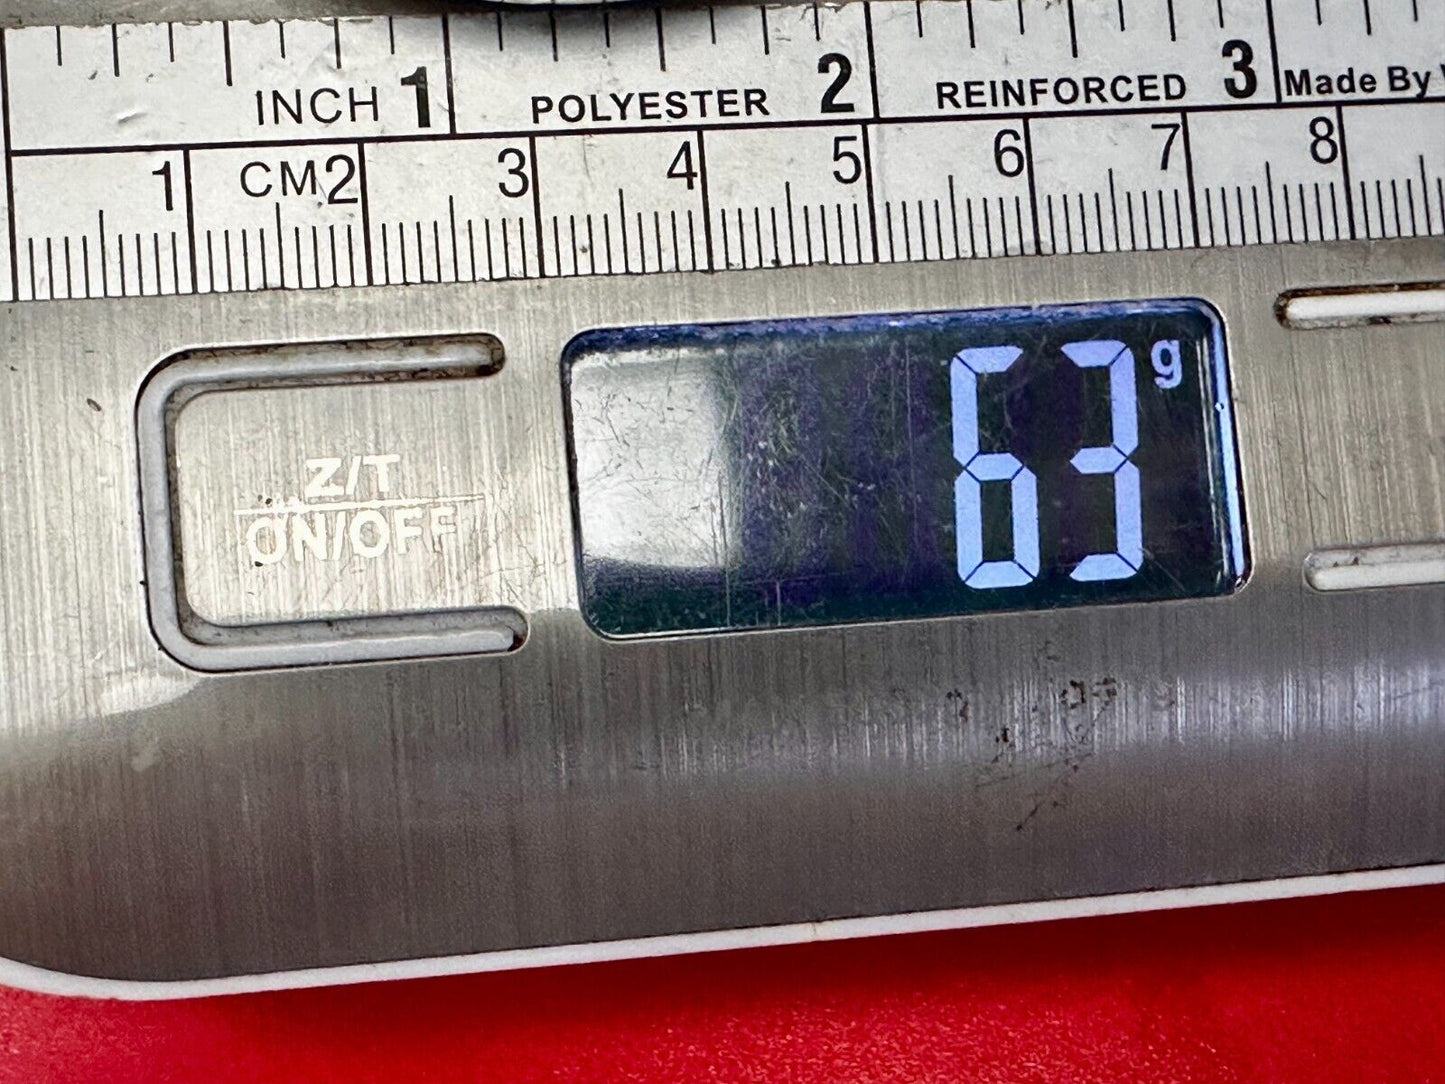 INCH 1 POLYESTER 2 REINFORCED 3 Made By
1 CM 2 3 4 5 6 7 8
63 g
Z/T
ON/OFF